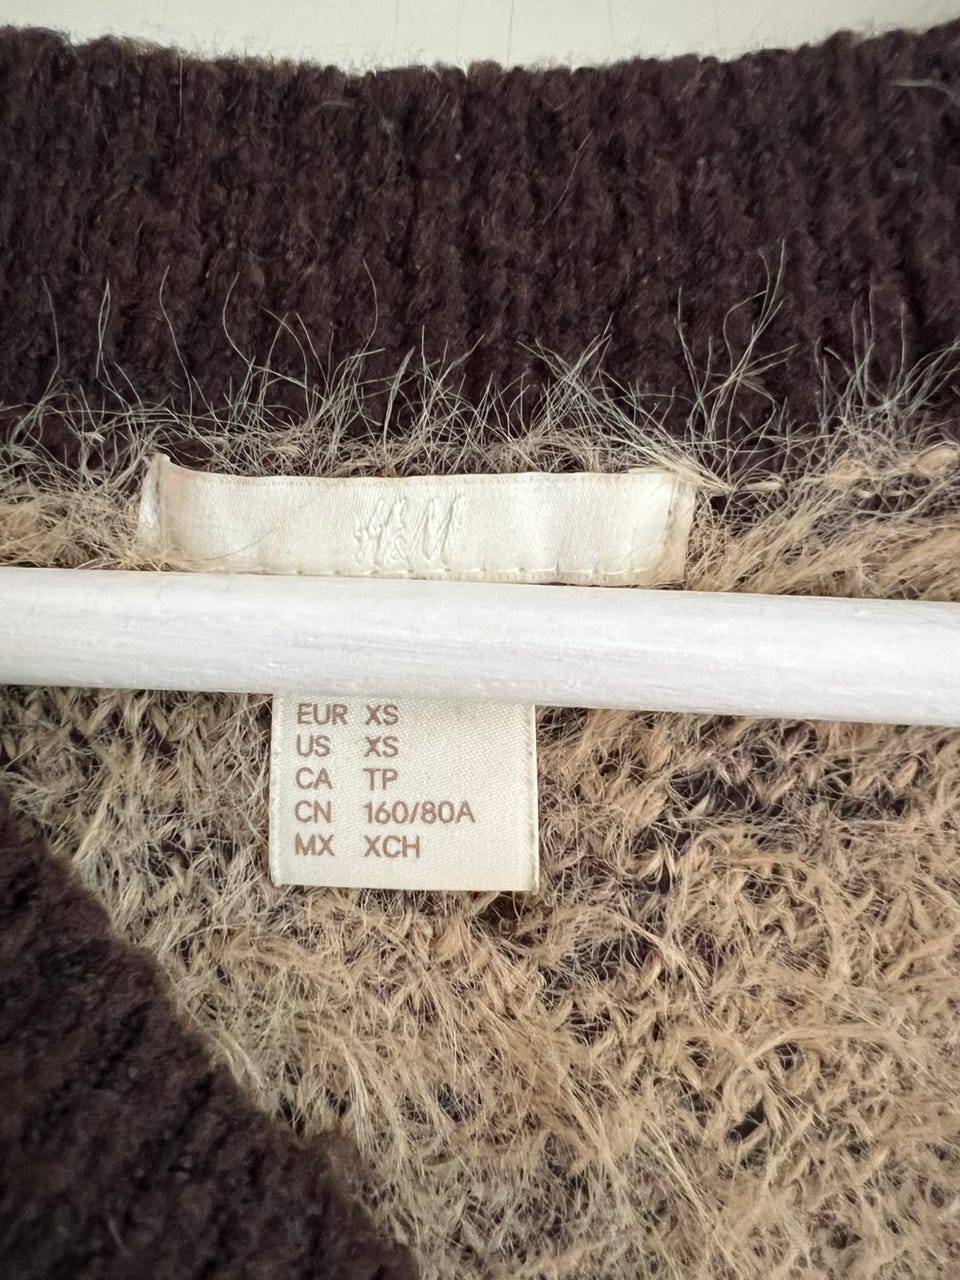 H&M
EUR XS
US XS
CA TP
CN 160/80A
MX XCH